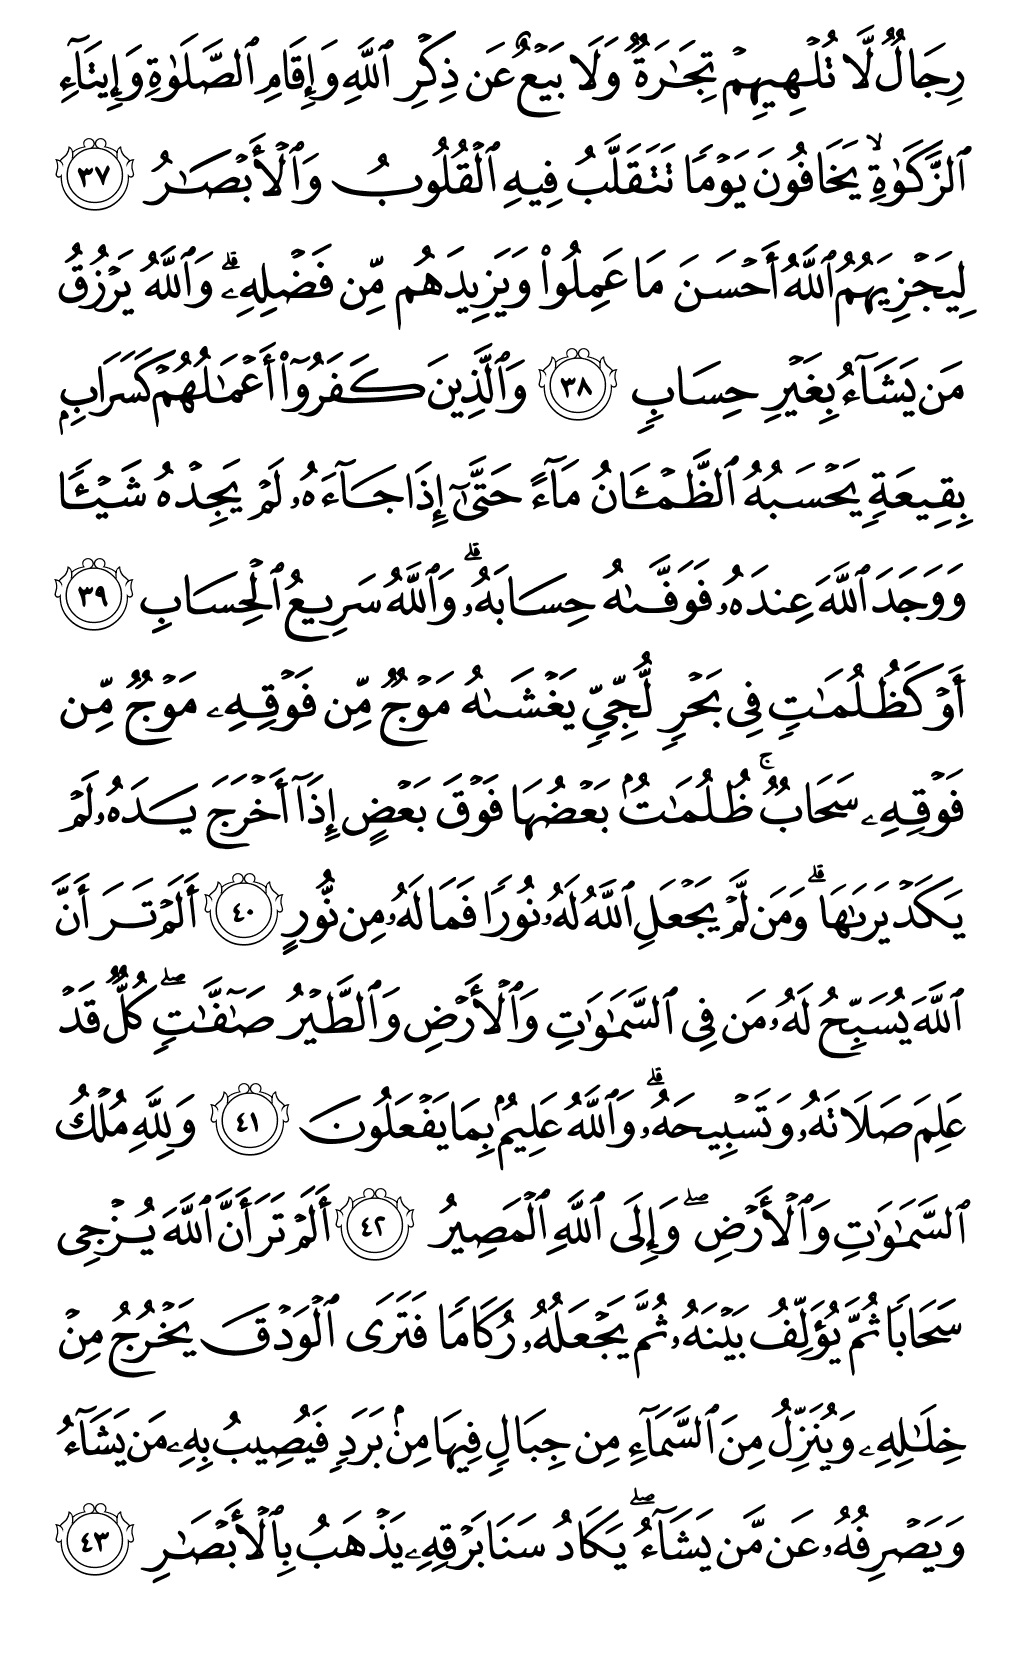 رِجَالٌ لَّا تُلْهِيهِمْ تِجَٰرَةٌ وَلَا بَيْعٌ عَن ذِكْرِ ٱللَّهِ وَإِقَامِ ٱلصَّلَوٰةِ وَإِيتَآءِ
ٱلزَّكَوٰةِ ۙ يَخَافُونَ يَوْمًا تَتَقَلَّبُ فِيهِ ٱلْقُلُوبُ وَٱلْأَبْصَٰرُ ٣٧
لِيَجْزِيَهُمُ ٱللَّهُ أَحْسَنَ مَا عَمِلُوا۟ وَيَزِيدَهُم مِّن فَضْلِهِۦ ۗ وَٱللَّهُ يَرْزُقُ
مَن يَشَآءُ بِغَيْرِ حِسَابٍ ٣٨ وَٱلَّذِينَ كَفَرُوٓا۟ أَعْمَٰلُهُمْ كَسَرَابٍۭ
بِقِيعَةٍ يَحْسَبُهُ ٱلظَّمْـَٔانُ مَآءً حَتَّىٰٓ إِذَا جَآءَهُۥ لَمْ يَجِدْهُ شَيْـًٔا
وَوَجَدَ ٱللَّهَ عِندَهُۥ فَوَفَّىٰهُ حِسَابَهُۥ ۗ وَٱللَّهُ سَرِيعُ ٱلْحِسَابِ ٣٩
أَوْ كَظُلُمَٰتٍ فِى بَحْرٍ لُّجِّىٍّ يَغْشَىٰهُ مَوْجٌ مِّن فَوْقِهِۦ مَوْجٌ مِّن
فَوْقِهِۦ سَحَابٌ ۚ ظُلُمَٰتٌۢ بَعْضُهَا فَوْقَ بَعْضٍ إِذَآ أَخْرَجَ يَدَهُۥ لَمْ
يَكَدْ يَرَىٰهَا ۗ وَمَن لَّمْ يَجْعَلِ ٱللَّهُ لَهُۥ نُورًا فَمَا لَهُۥ مِن نُّورٍ ٤٠ أَلَمْ تَرَ أَنَّ
ٱللَّهَ يُسَبِّحُ لَهُۥ مَن فِى ٱلسَّمَٰوَٰتِ وَٱلْأَرْضِ وَٱلطَّيْرُ صَٰٓفَّٰتٍ ۖ كُلٌّ قَدْ
عَلِمَ صَلَاتَهُۥ وَتَسْبِيحَهُۥ ۗ وَٱللَّهُ عَلِيمٌۢ بِمَا يَفْعَلُونَ ٤١ وَلِلَّهِ مُلْكُ
ٱلسَّمَٰوَٰتِ وَٱلْأَرْضِ ۖ وَإِلَى ٱللَّهِ ٱلْمَصِيرُ ٤٢ أَلَمْ تَرَ أَنَّ ٱللَّهَ يُزْجِى
سَحَابًا ثُمَّ يُؤَلِّفُ بَيْنَهُۥ ثُمَّ يَجْعَلُهُۥ رُكَامًا فَتَرَى ٱلْوَدْقَ يَخْرُجُ مِنْ
خِلَٰلِهِۦ وَيُنَزِّلُ مِنَ ٱلسَّمَآءِ مِن جِبَالٍ فِيهَا مِنۢ بَرَدٍ فَيُصِيبُ بِهِۦ مَن يَشَآءُ
وَيَصْرِفُهُۥ عَن مَّن يَشَآءُ ۖ يَكَادُ سَنَا بَرْقِهِۦ يَذْهَبُ بِٱلْأَبْصَٰرِ ٤٣